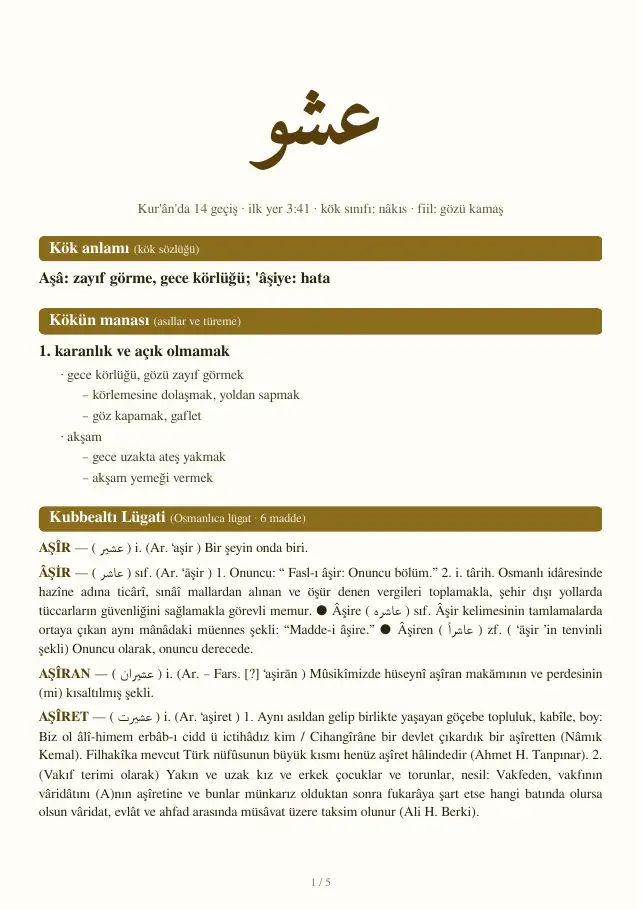 عشو
Kur'ân'da 14 geçiş · ilk yer 3:41 · kök sınıfı: nâkıs · fiil: gözü kamaş
Kök anlamı (kök sözlüğü)
Aşâ: zayıf görme, gece körlüğü; 'âşiye: hata
Kökün manası (asıllar ve türeme)
1. karanlık ve açık olmamak
· gece körlüğü, gözü zayıf görmek
– körlemesine dolaşmak, yoldan sapmak
– göz kapamak, gaflet
· akşam
– gece uzakta ateş yakmak
– akşam yemeği vermek
Kubbealtı Lügati (Osmanlıca lügat · 6 madde)
AŞÎR — ( عشير ) i. (Ar. ‘aşіr ) Bir şeyin onda biri.
ÂŞİR — ( عاشر ) sıf. (Ar. ‘āşir ) 1. Onuncu: “ Fasl-ı âşir: Onuncu bölüm.” 2. i. târih. Osmanlı idâresinde
hazîne adına ticârî, sınâî mallardan alınan ve öşür denen vergileri toplamakla, şehir dışı yollarda
tüccarların güvenliğini sağlamakla görevli memur. ● Âşire ( عاشره ) sıf. Âşir kelimesinin tamlamalarda
ortaya çıkan aynı mânâdaki müennes şekli: “Madde-i âşire.” ● Âşiren ( عاشراً ) zf. ( ‘āşir ’in tenvinli
şekli) Onuncu olarak, onuncu derecede.
AŞÎRAN — ( عشيران ) i. (Ar. – Fars. [?] ‘aşіrān ) Mûsikîmizde hüseynî aşîran makāmının ve perdesinin
(mi) kısaltılmış şekli.
AŞÎRET — ( عشيرت ) i. (Ar. ‘aşіret ) 1. Aynı asıldan gelip birlikte yaşayan göçebe topluluk, kabîle, boy:
Biz ol âlî-himem erbâb-ı cidd ü ictihâdız kim / Cihangîrâne bir devlet çıkardık bir aşîretten (Nâmık
Kemal). Filhakîka mevcut Türk nüfûsunun büyük kısmı henüz aşîret hâlindedir (Ahmet H. Tanpınar). 2.
(Vakıf terimi olarak) Yakın ve uzak kız ve erkek çocuklar ve torunlar, nesil: Vakfeden, vakfının
vâridâtını (A)nın aşîretine ve bunlar münkarız olduktan sonra fukarâya şart etse hangi batında olursa
olsun vâridat, evlât ve ahfad arasında müsâvat üzere taksim olunur (Ali H. Berki).
1 / 5